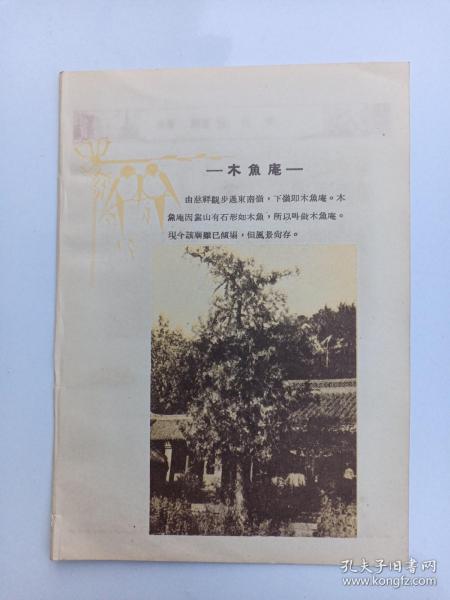 —木魚庵—
由慈祥觀步過東南嶺，下嶺即木魚庵。木
魚庵因靠山有石形如木魚，所以叫做木魚庵。
現今該廟雖已傾塌，但風景尚存。
孔夫子旧书网
www.kongfz.com